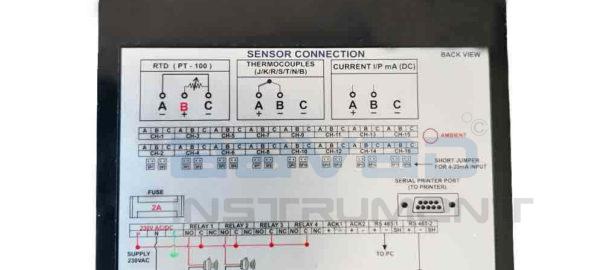 SENSOR CONNECTION
BACK VIEW
RTD ( PT - 100 )
THERMOCOUPLES
(J/K/R/S/T/N/B)
CURRENT I/P mA (DC)
A B C
+ −
A B C
+ −
A B C
+ −
A B C A B C A B C A B C A B C A B C A B C A B C
CH-1 CH-3 CH-5 CH-7 CH-9 CH-11 CH-13 CH-15
AMBIENT
°C
A B C A B C A B C A B C A B C A B C A B C A B C
CH-2 CH-4 CH-6 CH-8 CH-10 CH-12 CH-14 CH-16
SHORT JUMPER
FOR 4-20mA INPUT
SERIAL PRINTER PORT
(TO PRINTER)
FUSE
2A
INSTRUMENT
230V AC/DC RELAY 1 RELAY 2 RELAY 3 RELAY 4 ACK1 ACK2 RS 485-1 RS 485-2
NO C NC NO C NC NO C NC NO C NC + − + − + − SH + − SH
SUPPLY
230VAC
TO PC